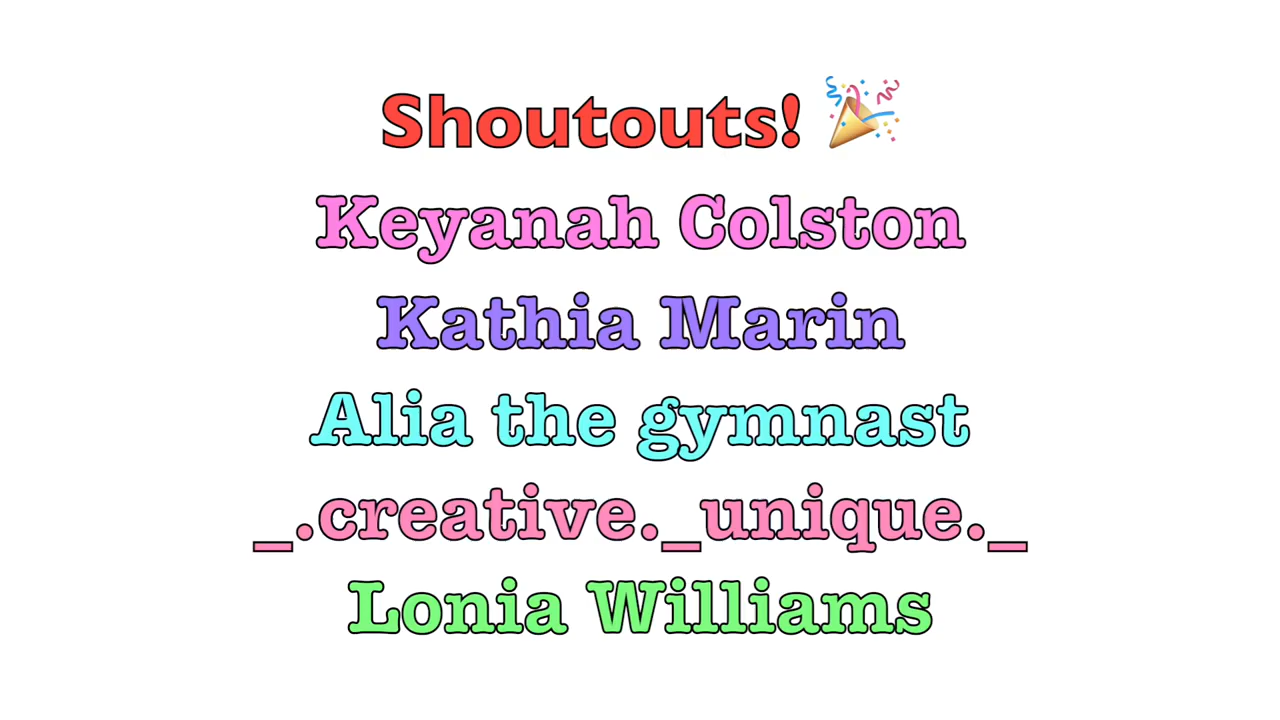 Shoutouts! 🎉
Keyanah Colston
Kathia Marin
Alia the gymnast
_.creative._unique._
Lonia Williams